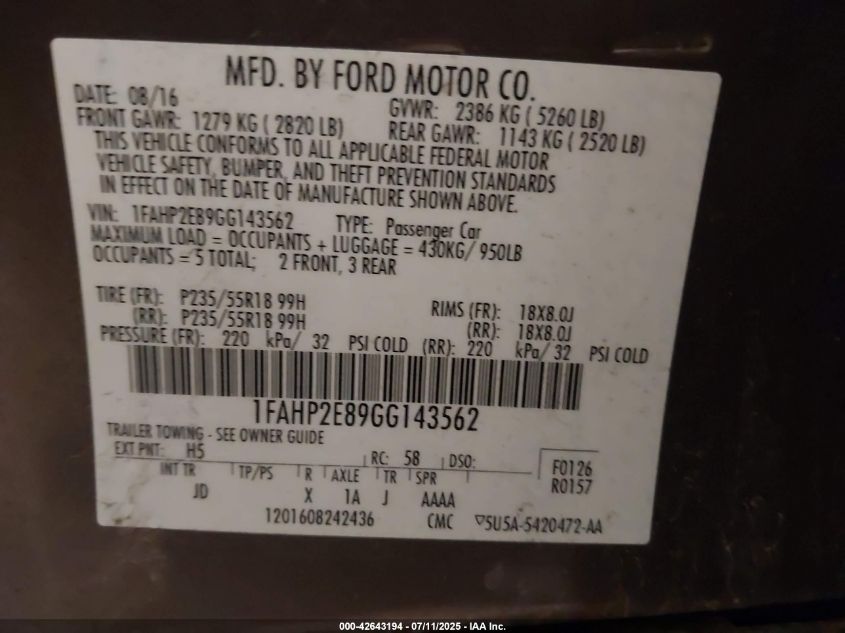 MFD. BY FORD MOTOR CO.
DATE: 08/16 GVWR: 2386 KG ( 5260 LB)
FRONT GAWR: 1279 KG ( 2820 LB) REAR GAWR: 1143 KG ( 2520 LB)
THIS VEHICLE CONFORMS TO ALL APPLICABLE FEDERAL MOTOR
VEHICLE SAFETY, BUMPER, AND THEFT PREVENTION STANDARDS
IN EFFECT ON THE DATE OF MANUFACTURE SHOWN ABOVE.
VIN: 1FAHP2E89GG143562 TYPE: Passenger Car
MAXIMUM LOAD = OCCUPANTS + LUGGAGE = 430KG/ 950LB
OCCUPANTS = 5 TOTAL; 2 FRONT, 3 REAR
TIRE (FR): P235/55R18 99H RIMS (FR): 18X8.0J
(RR): P235/55R18 99H (RR): 18X8.0J
PRESSURE (FR): 220 kPa/ 32 PSI COLD (RR): 220 kPa/ 32 PSI COLD
1FAHP2E89GG143562
TRAILER TOWING - SEE OWNER GUIDE
EXT PNT: H5 RC: 58 DSO: F0126
INT TR TP/PS R AXLE TR SPR R0157
JD X 1A J AAAA
1201608242436 CMC ▽5U5A-5420472-AA
000-42643194 - 07/11/2025 - IAA Inc.